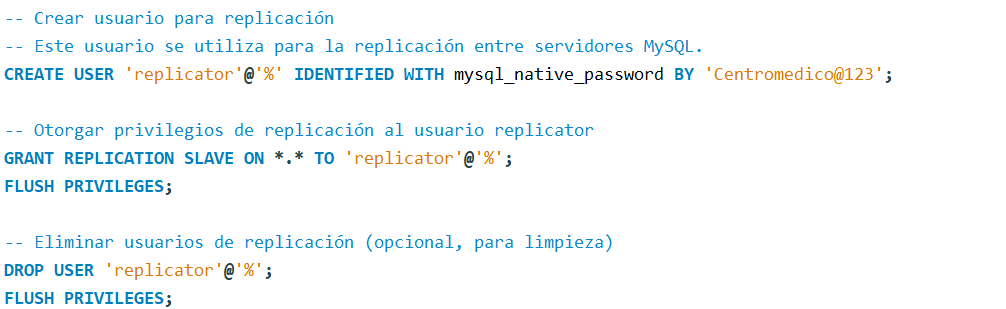 -- Crear usuario para replicación
-- Este usuario se utiliza para la replicación entre servidores MySQL.
CREATE USER 'replicator'@'%' IDENTIFIED WITH mysql_native_password BY 'Centromedico@123';
-- Otorgar privilegios de replicación al usuario replicator
GRANT REPLICATION SLAVE ON *.* TO 'replicator'@'%';
FLUSH PRIVILEGES;
-- Eliminar usuarios de replicación (opcional, para limpieza)
DROP USER 'replicator'@'%';
FLUSH PRIVILEGES;